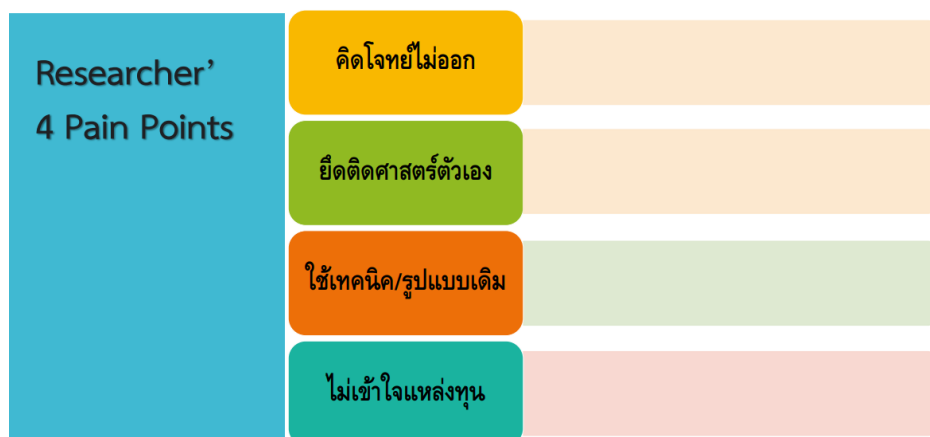 Researcher’
4 Pain Points
คิดโจทย์ไม่ออก
ยึดติดศาสตร์ตัวเอง
ใช้เทคนิค/รูปแบบเดิม
ไม่เข้าใจแหล่งทุน